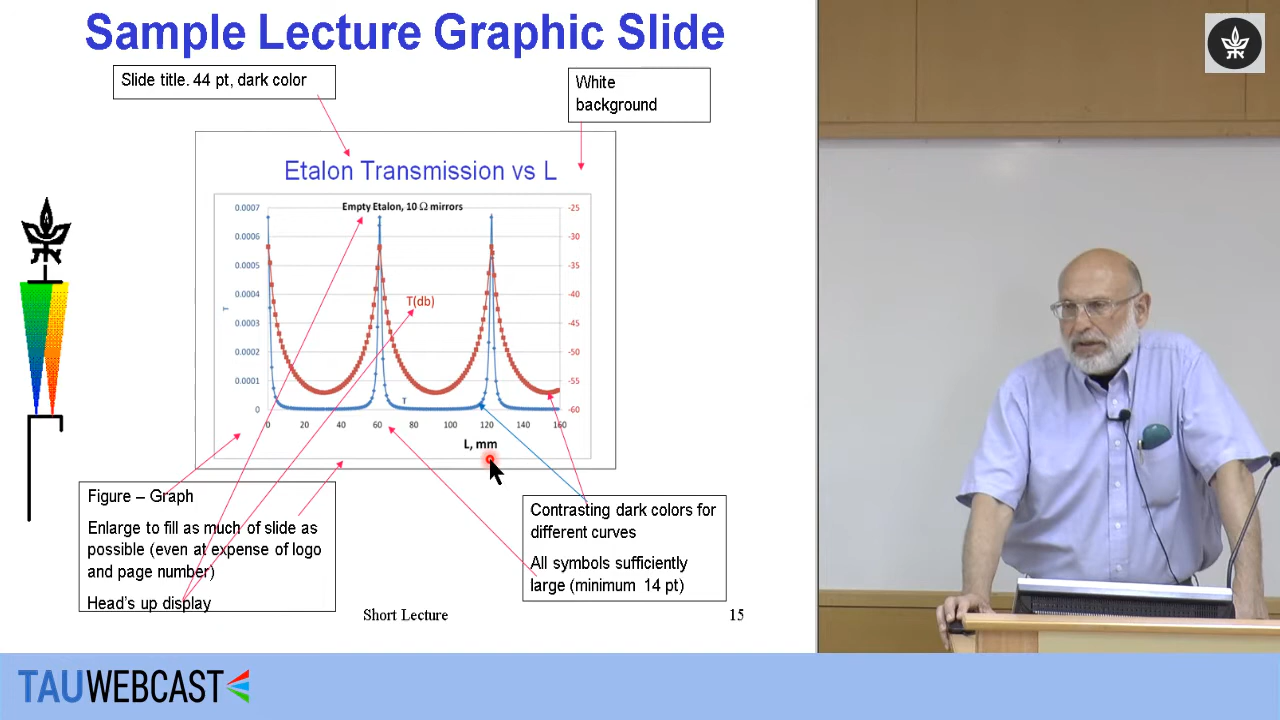 Sample Lecture Graphic Slide
Slide title. 44 pt, dark color
White
background
Etalon Transmission vs L
Empty Etalon, 10 Ω mirrors
0.0007
0.0006
0.0005
0.0004
0.0003
0.0002
0.0001
0
T
T(db)
T
-25
-30
-35
-40
-45
-50
-55
-60
0 20 40 60 80 100 120 140 160
L, mm
Figure – Graph
Enlarge to fill as much of slide as
possible (even at expense of logo
and page number)
Head's up display
Contrasting dark colors for
different curves
All symbols sufficiently
large (minimum 14 pt)
Short Lecture
15
TAUWEBCAST